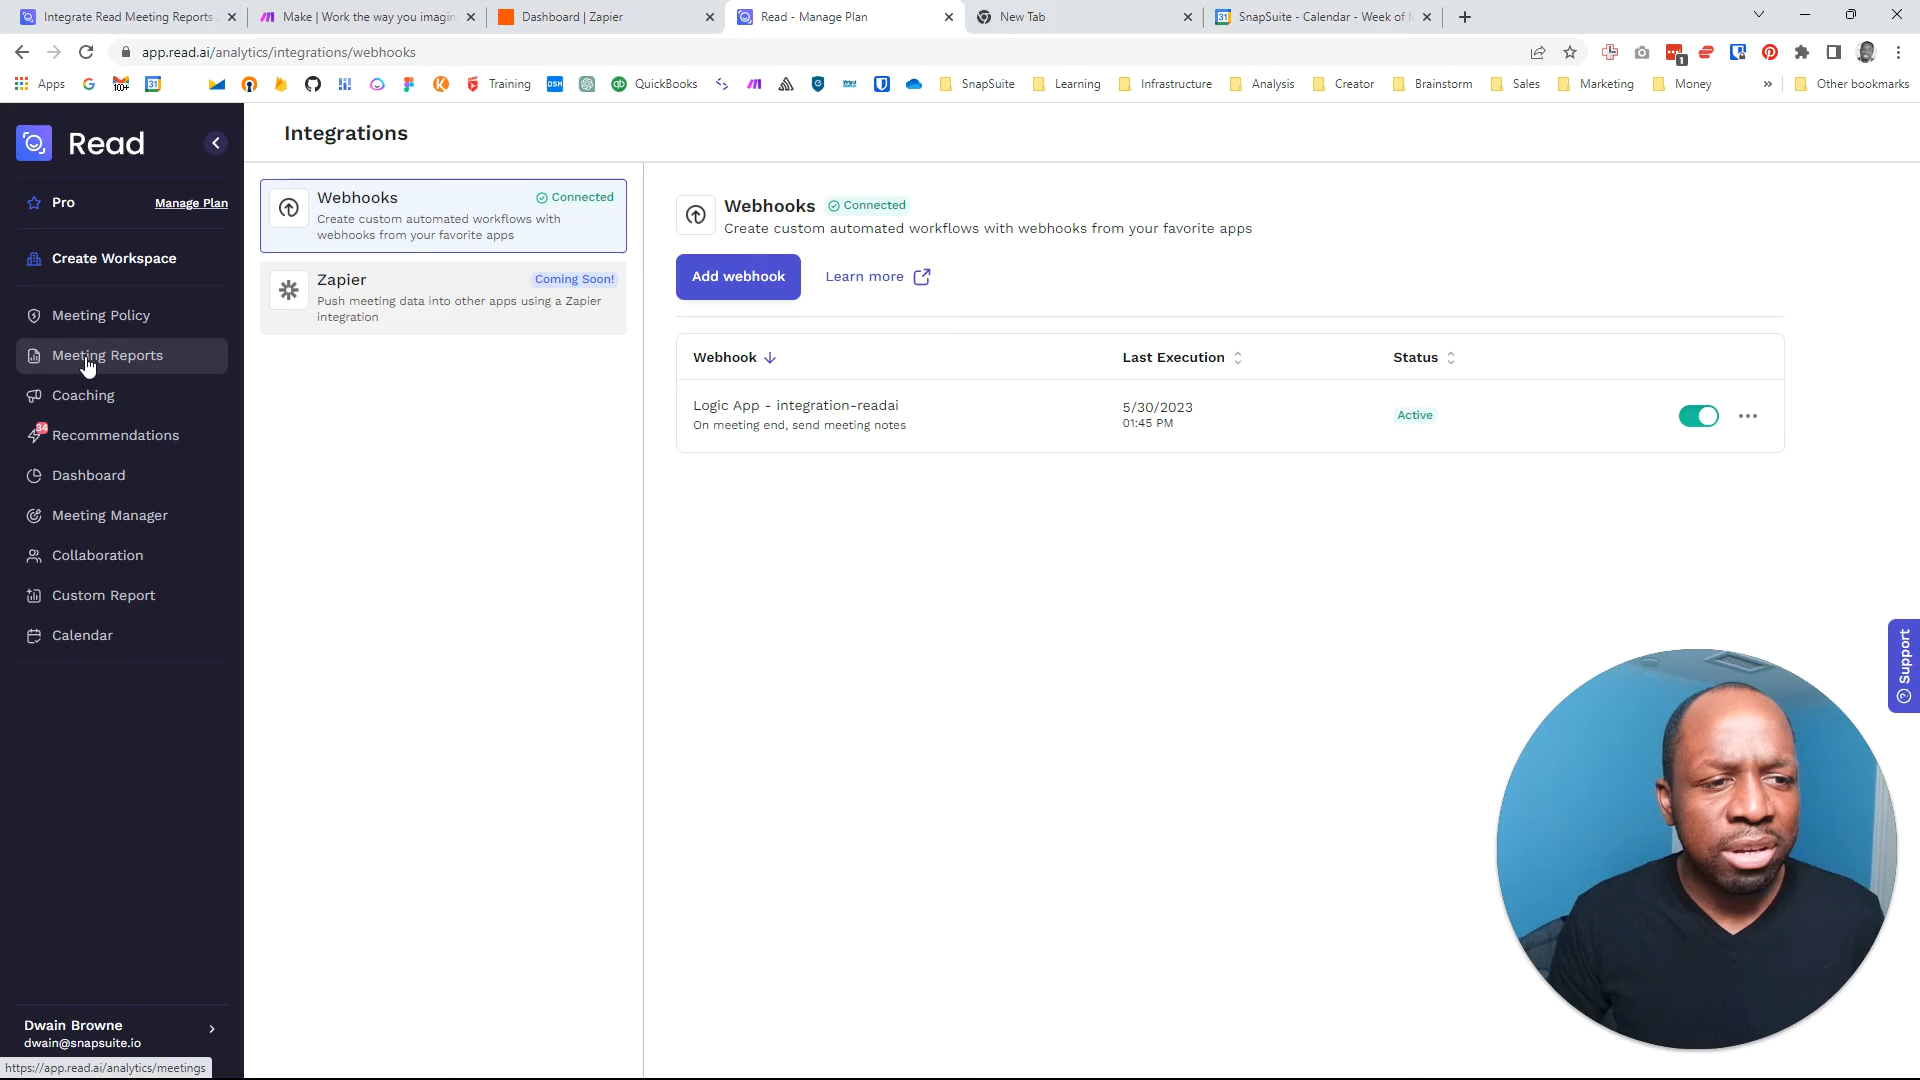 Integrate Read Meeting Reports
Make | Work the way you imagin
Dashboard | Zapier
Read - Manage Plan
New Tab
SnapSuite - Calendar - Week of M
app.read.ai/analytics/integrations/webhooks
1
Apps
100+
31
Training
DSM
QuickBooks
SnapSuite
Learning
Infrastructure
Analysis
Creator
Brainstorm
Sales
Marketing
Money
»
Other bookmarks
Read
Pro
Manage Plan
Create Workspace
Meeting Policy
Meeting Reports
Coaching
34
Recommendations
Dashboard
Meeting Manager
Collaboration
Custom Report
Calendar
Dwain Browne
dwain@snapsuite.io
https://app.read.ai/analytics/meetings
Integrations
Webhooks
Connected
Create custom automated workflows with
webhooks from your favorite apps
Zapier
Coming Soon!
Push meeting data into other apps using a Zapier
integration
Webhooks
Connected
Create custom automated workflows with webhooks from your favorite apps
Add webhook
Learn more
Webhook
Last Execution
Status
Logic App - integration-readai
On meeting end, send meeting notes
5/30/2023
01:45 PM
Active
Support